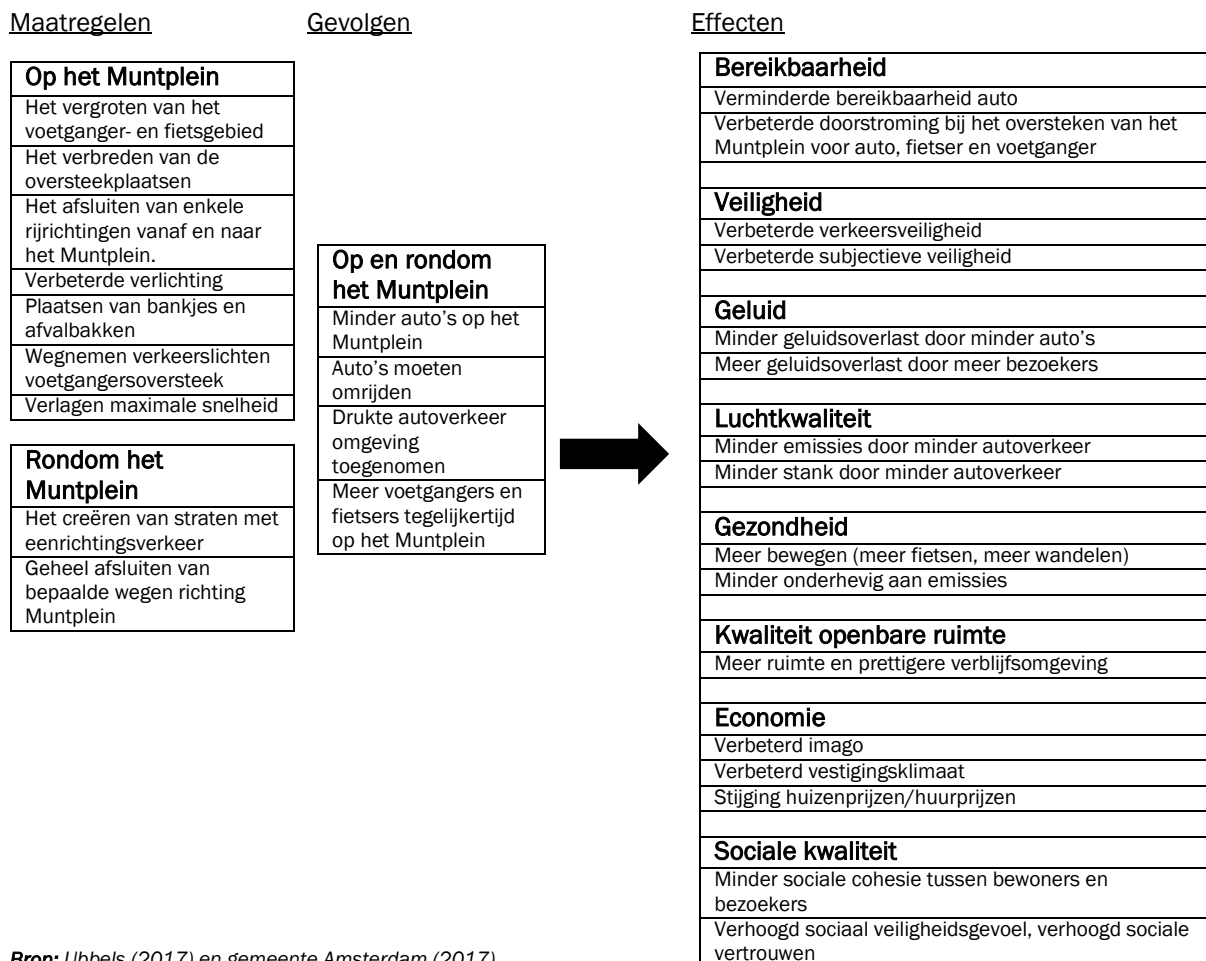 Maatregelen
Gevolgen
Effecten
Op het Muntplein
Het vergroten van het
voetganger- en fietsgebied
Het verbreden van de
oversteekplaatsen
Het afsluiten van enkele
rijrichtingen vanaf en naar
het Muntplein.
Verbeterde verlichting
Plaatsen van bankjes en
afvalbakken
Wegnemen verkeerslichten
voetgangersoversteek
Verlagen maximale snelheid
Rondom het
Muntplein
Het creëren van straten met
eenrichtingsverkeer
Geheel afsluiten van
bepaalde wegen richting
Muntplein
Op en rondom
het Muntplein
Minder auto's op het
Muntplein
Auto's moeten
omrijden
Drukte autoverkeer
omgeving
toegenomen
Meer voetgangers en
fietsers tegelijkertijd
op het Muntplein
Bereikbaarheid
Verminderde bereikbaarheid auto
Verbeterde doorstroming bij het oversteken van het
Muntplein voor auto, fietser en voetganger
Veiligheid
Verbeterde verkeersveiligheid
Verbeterde subjectieve veiligheid
Geluid
Minder geluidsoverlast door minder auto's
Meer geluidsoverlast door meer bezoekers
Luchtkwaliteit
Minder emissies door minder autoverkeer
Minder stank door minder autoverkeer
Gezondheid
Meer bewegen (meer fietsen, meer wandelen)
Minder onderhevig aan emissies
Kwaliteit openbare ruimte
Meer ruimte en prettigere verblijfsomgeving
Economie
Verbeterd imago
Verbeterd vestigingsklimaat
Stijging huizenprijzen/huurprijzen
Sociale kwaliteit
Minder sociale cohesie tussen bewoners en
bezoekers
Verhoogd sociaal veiligheidsgevoel, verhoogd sociale
vertrouwen
Bron: Ubbels (2017) en gemeente Amsterdam (2017)